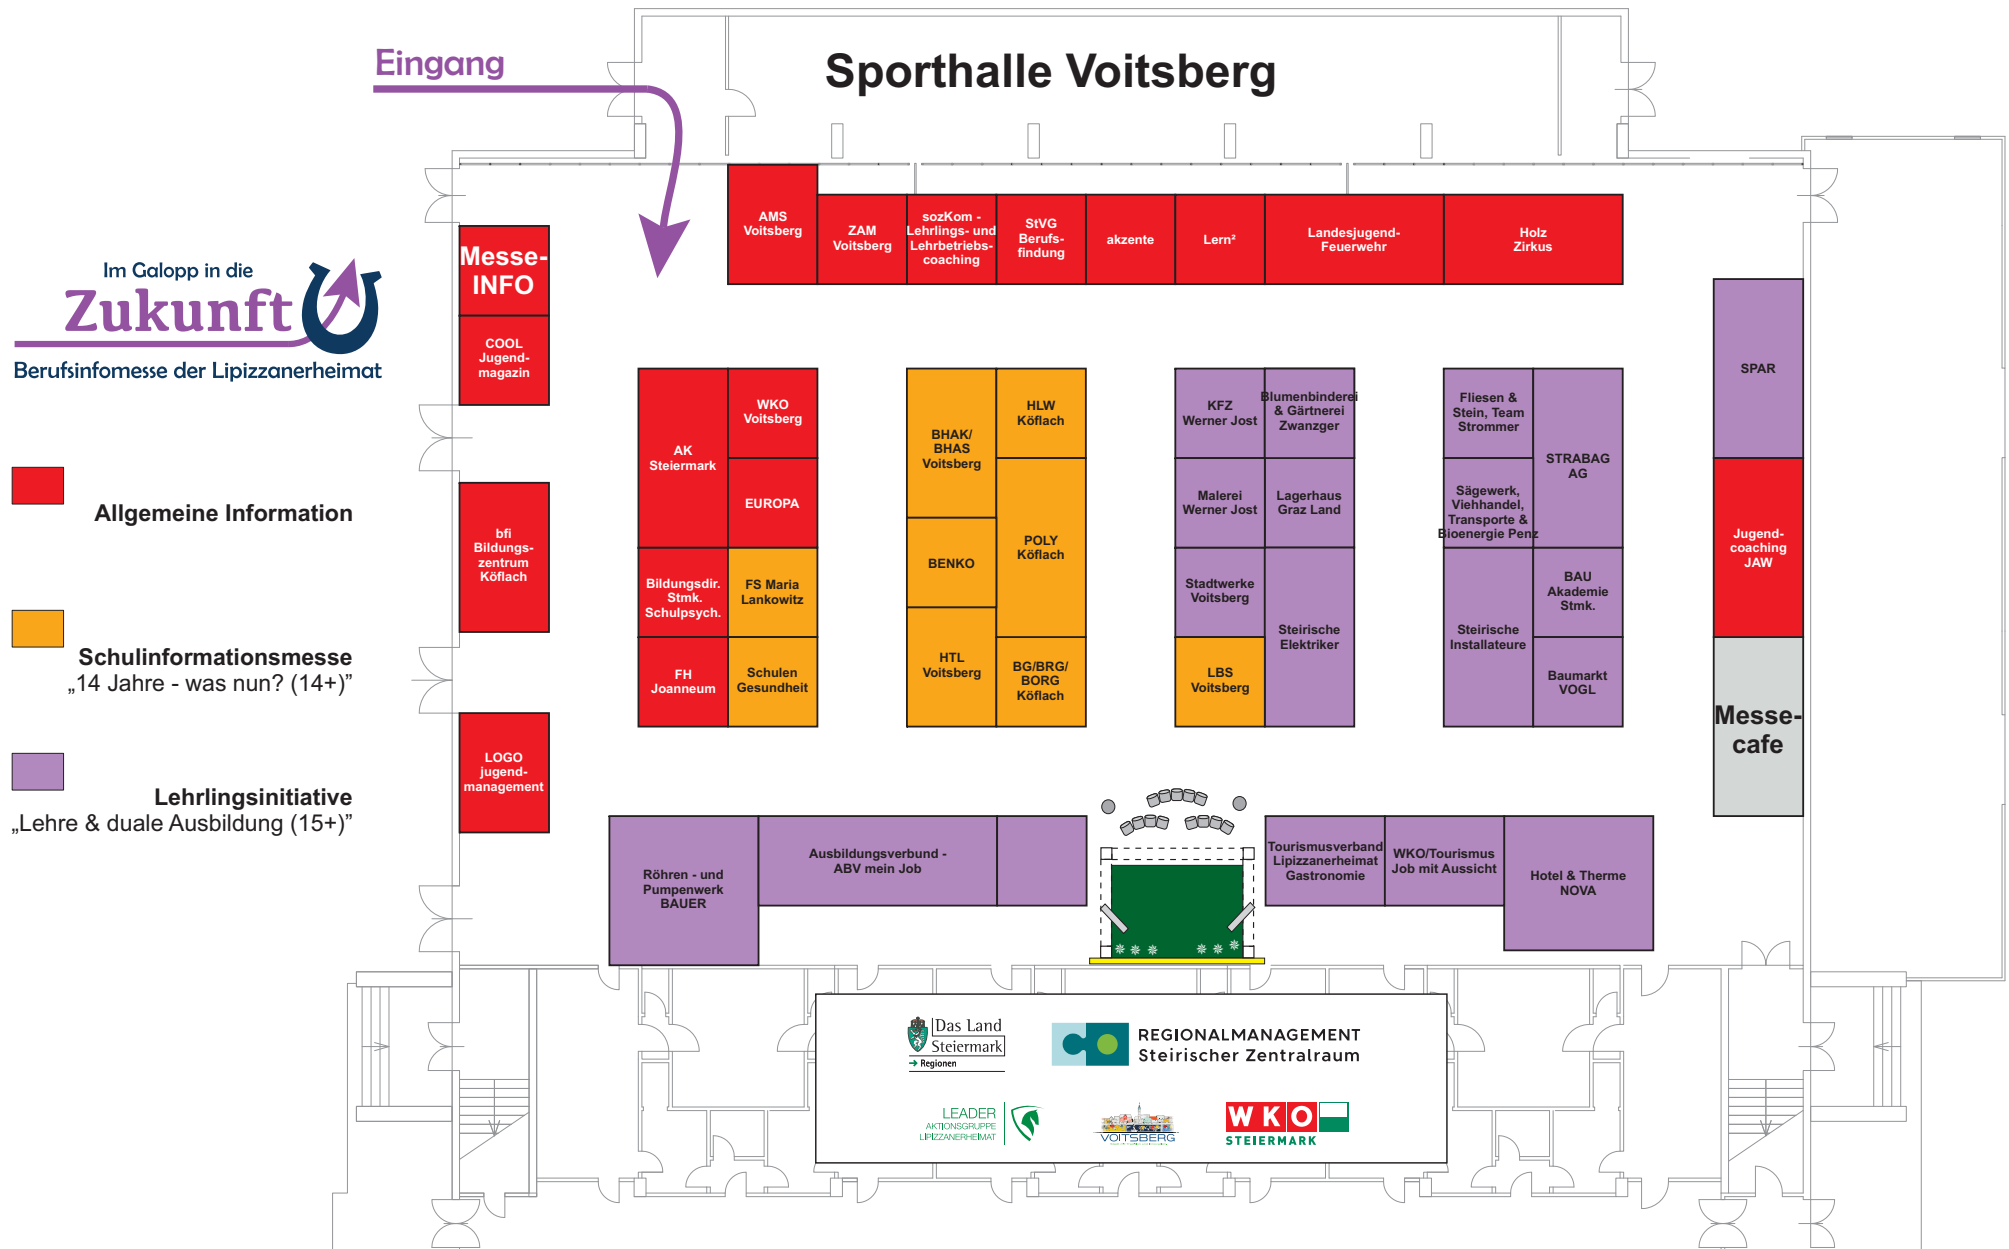 Eingang
Sporthalle Voitsberg
Im Galopp in die
Zukunft
Berufsinfomesse der Lipizzanerheimat
Allgemeine Information
Schulinformationsmesse
„14 Jahre - was nun? (14+)”
Lehrlingsinitiative
„Lehre & duale Ausbildung (15+)”
Messe-
INFO
COOL
Jugend-
magazin
bfi
Bildungs-
zentrum
Köflach
LOGO
jugend-
management
AMS
Voitsberg
ZAM
Voitsberg
sozKom -
Lehrlings- und
Lehrbetriebs-
coaching
StVG
Berufs-
findung
akzente
Lern²
Landesjugend-
Feuerwehr
Holz
Zirkus
AK
Steiermark
WKO
Voitsberg
EUROPA
Bildungsdir.
Stmk.
Schulpsych.
FS Maria
Lankowitz
FH
Joanneum
Schulen
Gesundheit
BHAK/
BHAS
Voitsberg
HLW
Köflach
BENKO
POLY
Köflach
HTL
Voitsberg
BG/BRG/
BORG
Köflach
KFZ
Werner Jost
Blumenbinderei
& Gärtnerei
Zwanzger
Malerei
Werner Jost
Lagerhaus
Graz Land
Stadtwerke
Voitsberg
Steirische
Elektriker
LBS
Voitsberg
Fliesen &
Stein, Team
Strommer
STRABAG
AG
Sägewerk,
Viehhandel,
Transporte &
Bioenergie Penz
BAU
Akademie
Stmk.
Steirische
Installateure
Baumarkt
VOGL
SPAR
Jugend-
coaching
JAW
Messe-
cafe
Röhren - und
Pumpenwerk
BAUER
Ausbildungsverbund -
ABV mein Job
Tourismusverband
Lipizzanerheimat
Gastronomie
WKO/Tourismus
Job mit Aussicht
Hotel & Therme
NOVA
Das Land
Steiermark
Regionen
REGIONALMANAGEMENT
Steirischer Zentralraum
LEADER
AKTIONSGRUPPE
LIPIZZANERHEIMAT
VOITSBERG
WKO
STEIERMARK